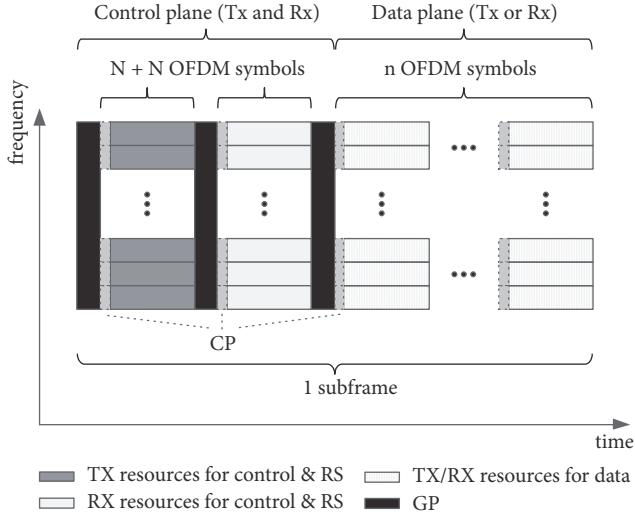 Control plane (Tx and Rx)
Data plane (Tx or Rx)
N + N OFDM symbols
n OFDM symbols
frequency
CP
1 subframe
time
TX resources for control & RS
TX/RX resources for data
RX resources for control & RS
GP